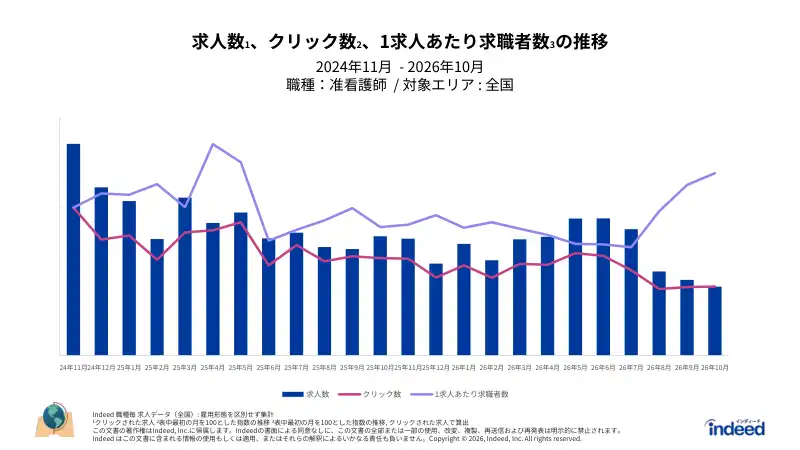 求人数1、クリック数2、1求人あたり求職者数3の推移
2024年11月 - 2026年10月
職種：准看護師 / 対象エリア : 全国
24年11月 24年12月 25年1月 25年2月 25年3月 25年4月 25年5月 25年6月 25年7月 25年8月 25年9月 25年10月 25年11月 25年12月 26年1月 26年2月 26年3月 26年4月 26年5月 26年6月 26年7月 26年8月 26年9月 26年10月
求人数 クリック数 1求人あたり求職者数
Indeed 職種毎 求人データ（全国）: 雇用形態を区別せず集計
¹クリックされた求人 ²表中最初の月を100とした指数の推移 ³表中最初の月を100とした指数の推移, クリックされた求人で算出
この文書の著作権はIndeed, Inc.に帰属します。Indeedの書面による同意なしに、この文書の全部または一部の使用、改変、複製、再送信および再発表は明示的に禁止されます。
Indeed はこの文書に含まれる情報の使用もしくは適用、またはそれらの解釈によるいかなる責任も負いません。Copyright © 2026, Indeed, Inc. All rights reserved.
インディード
indeed